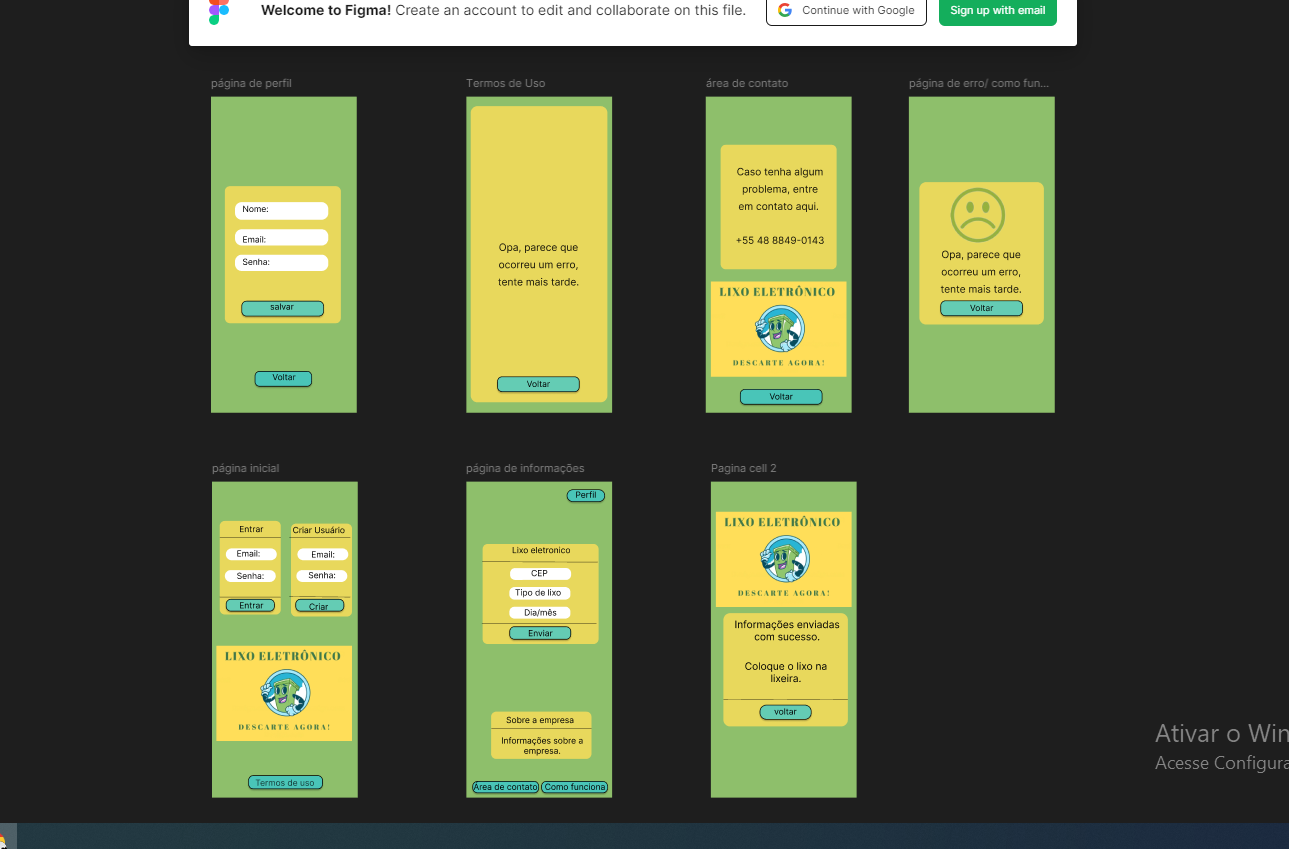 Welcome to Figma! Create an account to edit and collaborate on this file.
Continue with Google
Sign up with email
página de perfil
Nome:
Email:
Senha:
salvar
Voltar
Termos de Uso
Opa, parece que
ocorreu um erro,
tente mais tarde.
Voltar
área de contato
Caso tenha algum
problema, entre
em contato aqui.
+55 48 8849-0143
LIXO ELETRÔNICO
DESCARTE AGORA!
Voltar
página de erro/ como fun...
Opa, parece que
ocreu um erro,
tente mais tarde.
Voltar
página inicial
Entrar
Email:
Senha:
Entrar
Criar Usuário
Email:
Senha:
Criar
LIXO ELETRÔNICO
DESCARTE AGORA!
Termos de uso
página de informações
Perfil
Lixo eletronico
CEP
Tipo de lixo
Dia/mês
Enviar
Sobre a empresa
Informações sobre a
empresa.
Área de contato
Como funciona
Pagina cell 2
LIXO ELETRÔNICO
DESCARTE AGORA!
Informações enviadas
com sucesso.
Coloque o lixo na
lixeira.
voltar
Ativar o Win
Acesse Configura